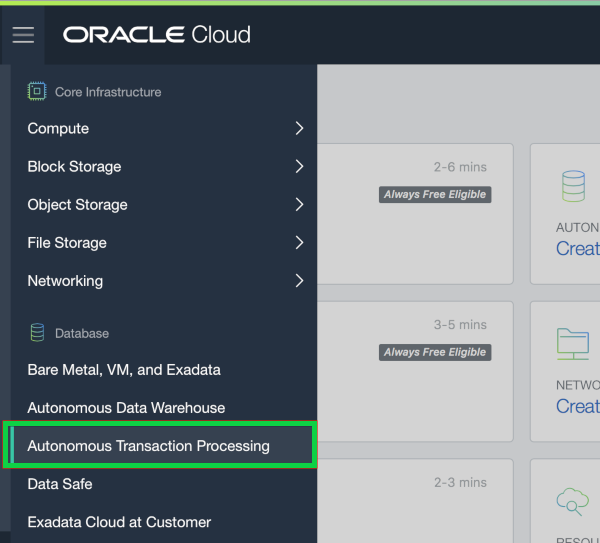 ORACLE Cloud
Core Infrastructure
Compute
Block Storage
Object Storage
File Storage
Networking
Database
Bare Metal, VM, and Exadata
Autonomous Data Warehouse
Autonomous Transaction Processing
Data Safe
Exadata Cloud at Customer
2-6 mins
Always Free Eligible
AUTON
Creat
3-5 mins
Always Free Eligible
NETWO
Creat
2-3 mins
RESOU